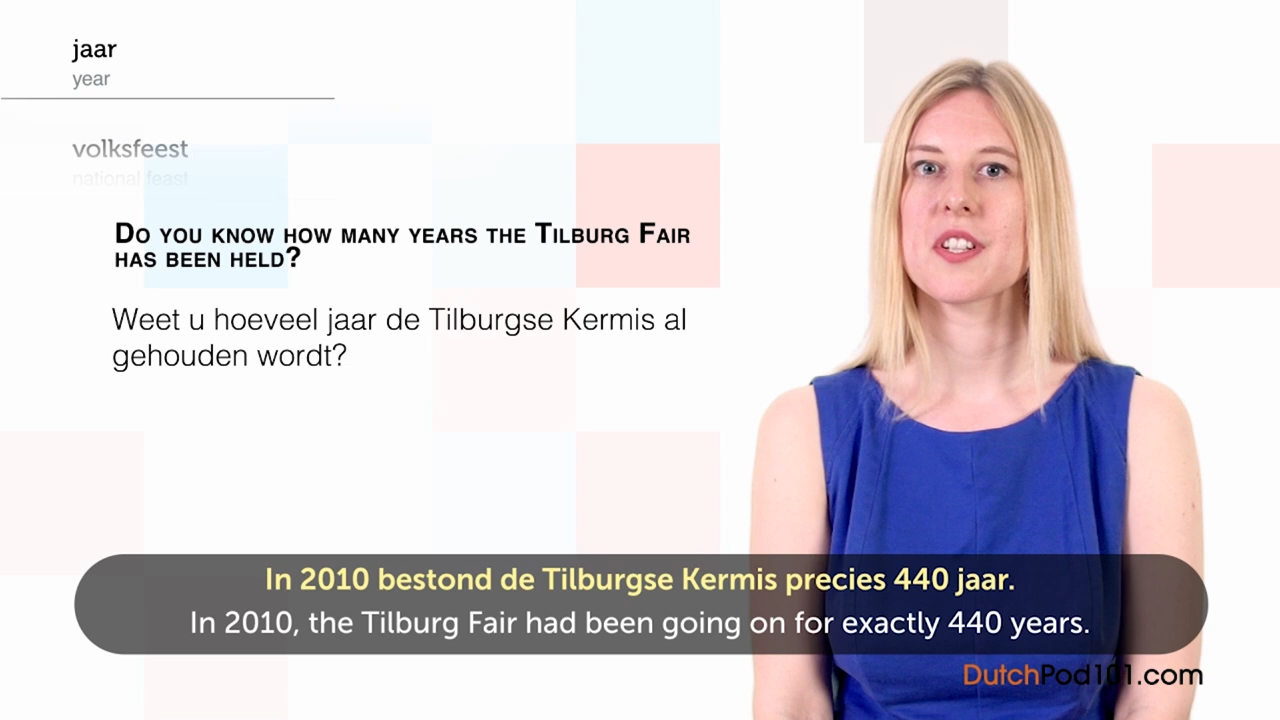 jaar
year
volksfeest
national feast
Do you know how many years the Tilburg Fair
has been held?
Weet u hoeveel jaar de Tilburgse Kermis al
gehouden wordt?
In 2010 bestond de Tilburgse Kermis precies 440 jaar.
In 2010, the Tilburg Fair had been going on for exactly 440 years.
DutchPod101.com